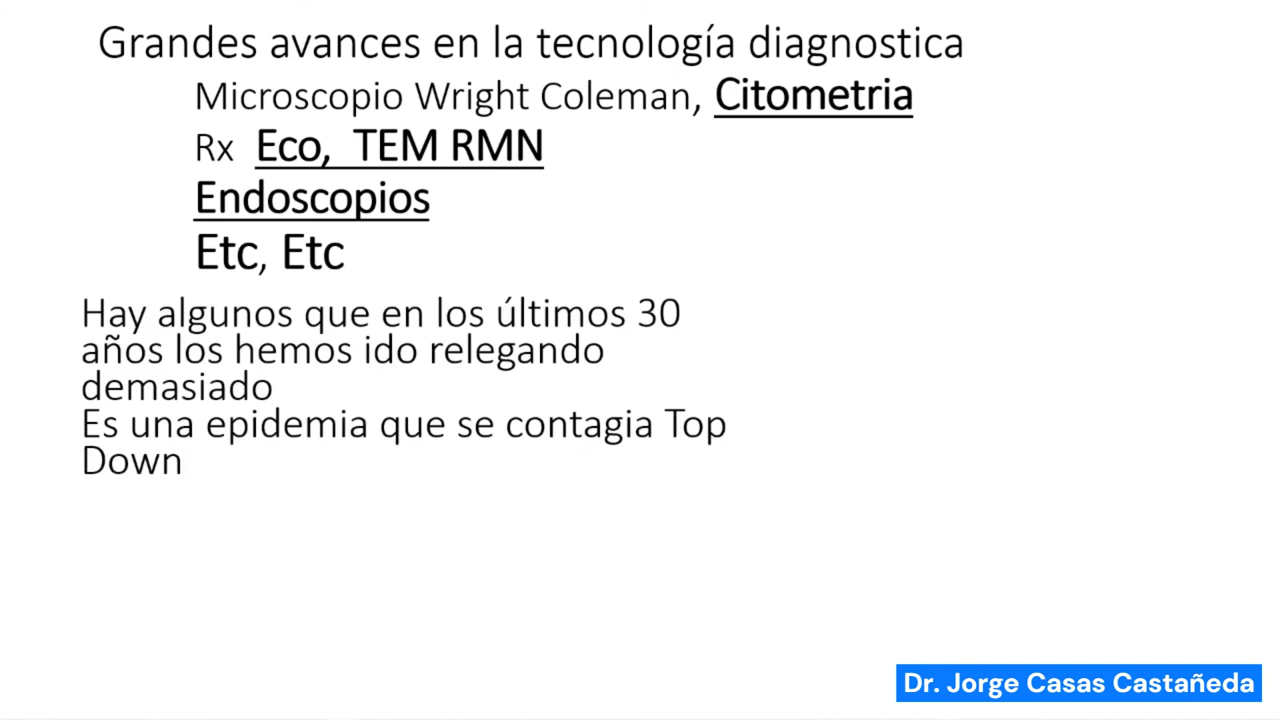 Grandes avances en la tecnología diagnostica
Microscopio Wright Coleman, Citometria
Rx Eco, TEM RMN
Endoscopios
Etc, Etc
Hay algunos que en los últimos 30
años los hemos ido relegando
demasiado
Es una epidemia que se contagia Top
Down
Dr. Jorge Casas Castañeda